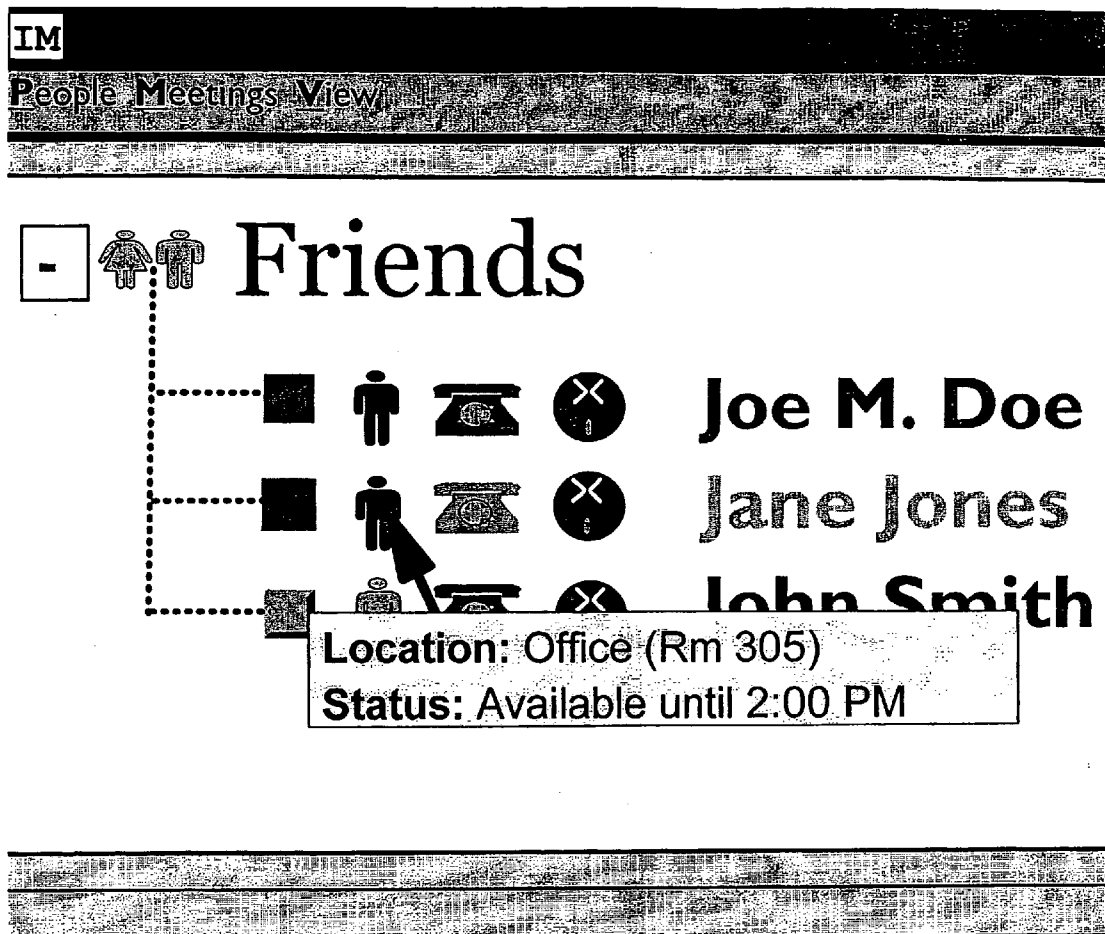 IM
People Meetings View
- Friends
Joe M. Doe
Jane Jones
John Smith
Location: Office (Rm 305)
Status: Available until 2:00 PM